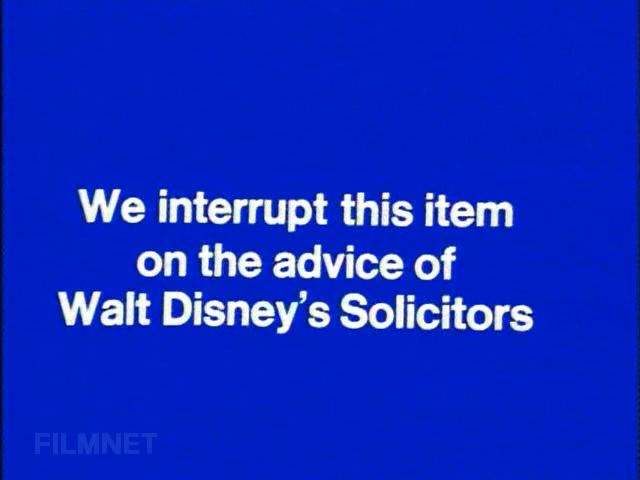 We interrupt this item
on the advice of
Walt Disney's Solicitors
FILMNET